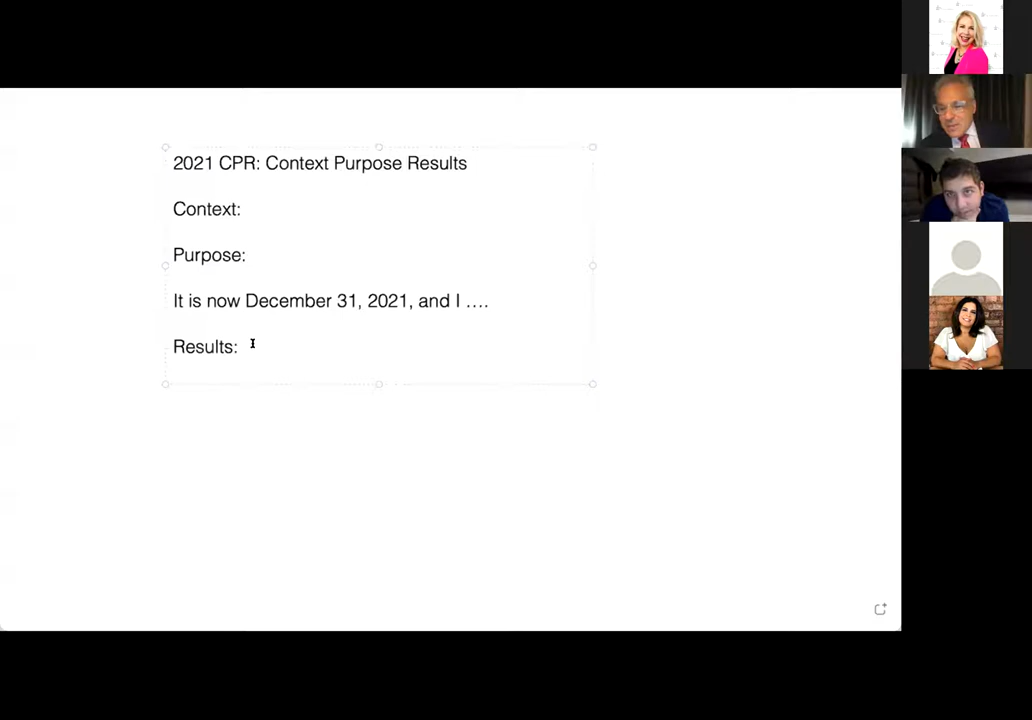 2021 CPR: Context Purpose Results
Context:
Purpose:
It is now December 31, 2021, and I ....
Results: